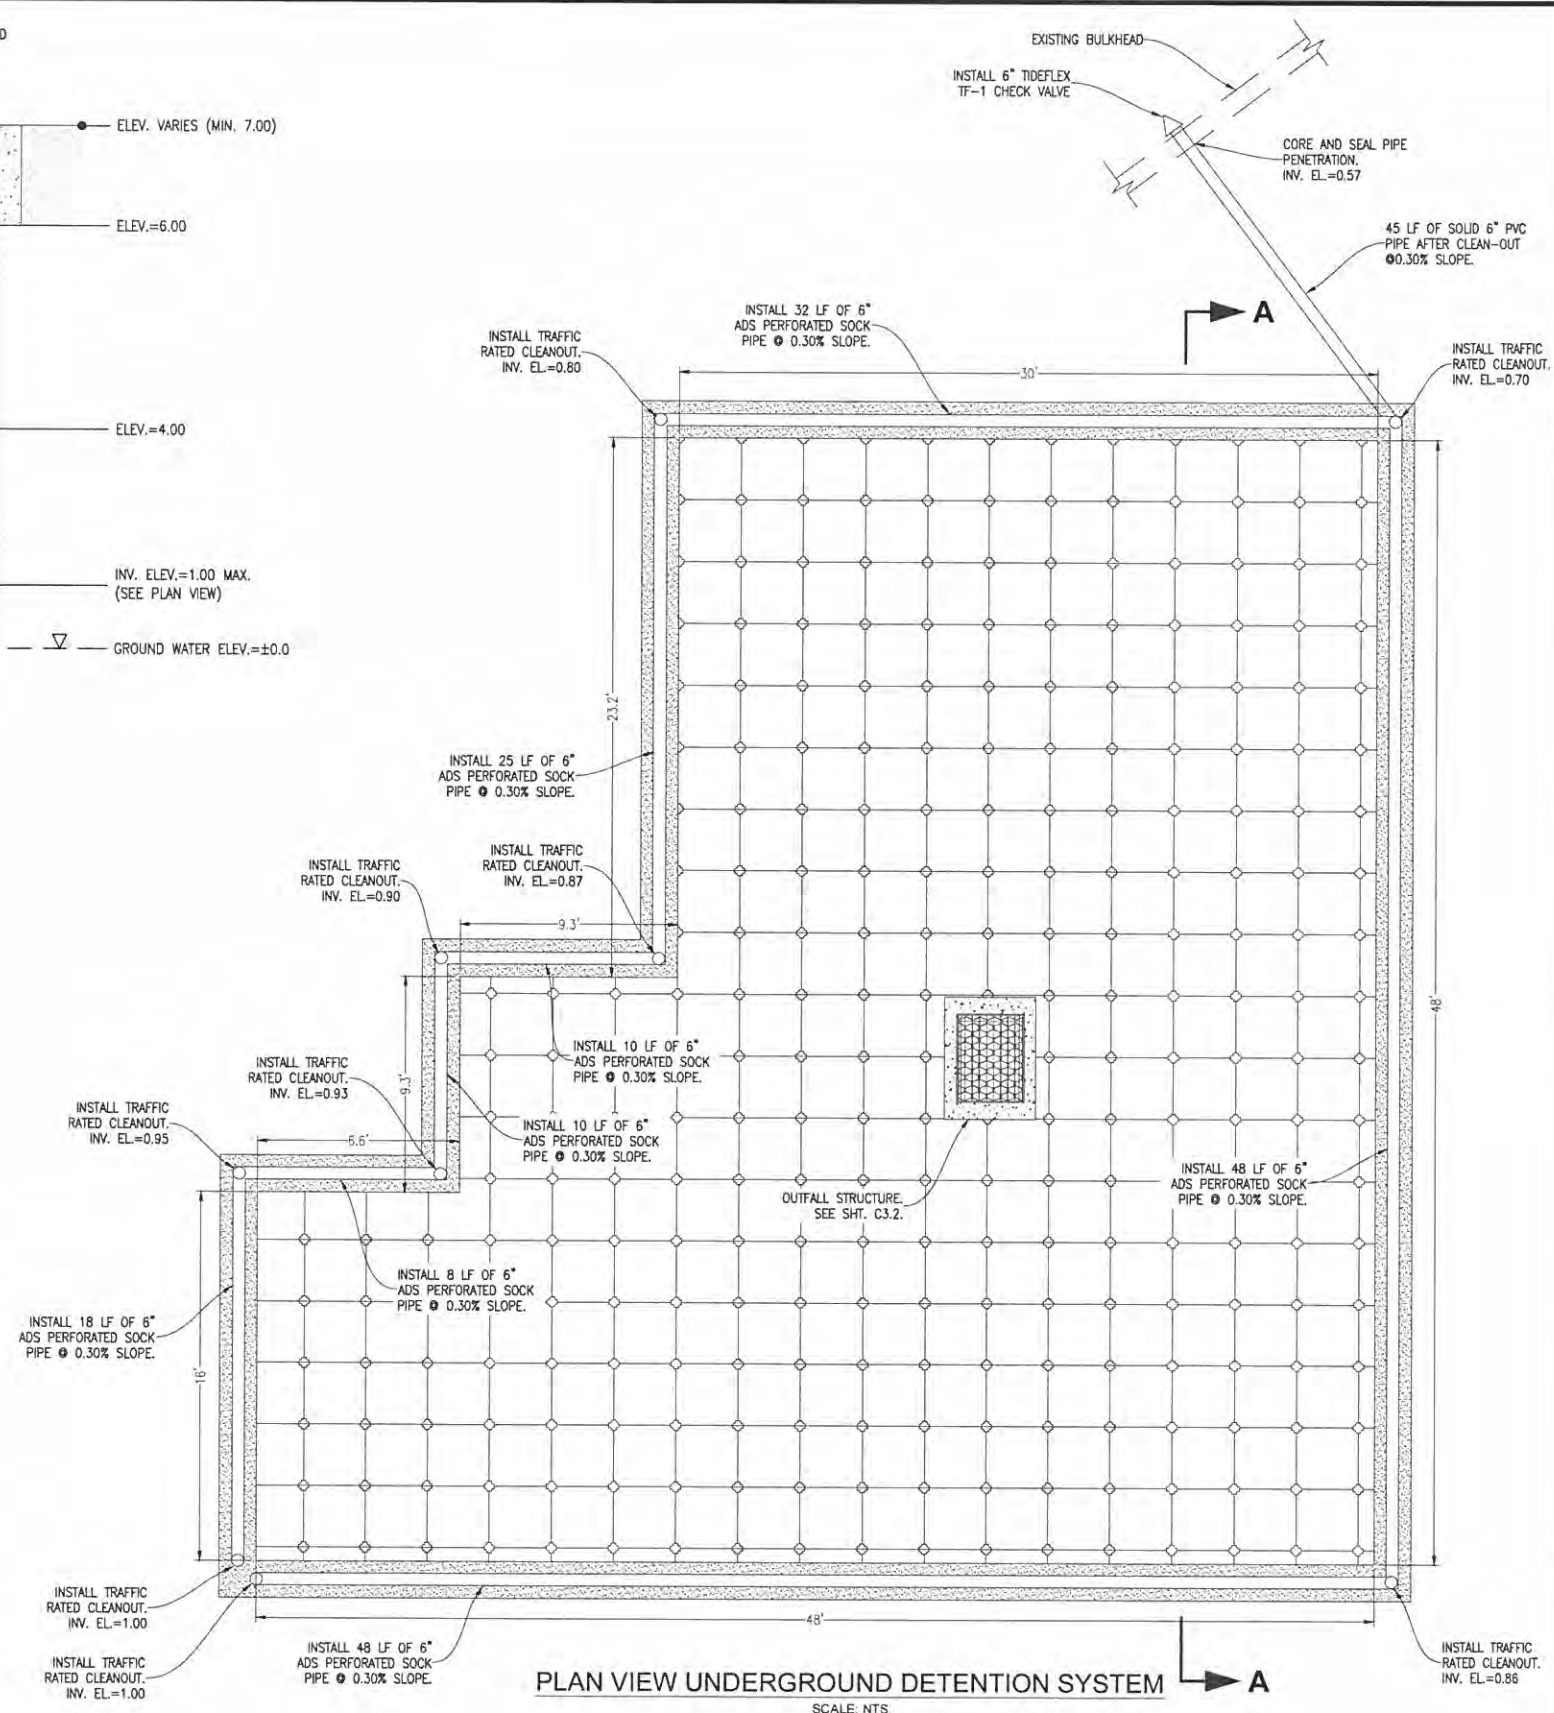 D
ELEV. VARIES (MIN. 7.00)
ELEV.=6.00
ELEV.=4.00
INV. ELEV.=1.00 MAX.
(SEE PLAN VIEW)
GROUND WATER ELEV.=±0.0
EXISTING BULKHEAD
INSTALL 6" TIDEFLEX
TF-1 CHECK VALVE
CORE AND SEAL PIPE
PENETRATION.
INV. EL.=0.57
45 LF OF SOLID 6" PVC
PIPE AFTER CLEAN-OUT
@0.30% SLOPE.
A
INSTALL 32 LF OF 6"
ADS PERFORATED SOCK
PIPE @ 0.30% SLOPE.
INSTALL TRAFFIC
RATED CLEANOUT.
INV. EL.=0.80
INSTALL TRAFFIC
RATED CLEANOUT.
INV. EL.=0.70
30'
23.2'
INSTALL 25 LF OF 6"
ADS PERFORATED SOCK
PIPE @ 0.30% SLOPE.
INSTALL TRAFFIC
RATED CLEANOUT.
INV. EL.=0.87
INSTALL TRAFFIC
RATED CLEANOUT.
INV. EL.=0.90
9.3'
48'
INSTALL 10 LF OF 6"
ADS PERFORATED SOCK
PIPE @ 0.30% SLOPE.
INSTALL TRAFFIC
RATED CLEANOUT.
INV. EL.=0.93
9.3'
INSTALL TRAFFIC
RATED CLEANOUT.
INV. EL.=0.95
6.6'
INSTALL 10 LF OF 6"
ADS PERFORATED SOCK
PIPE @ 0.30% SLOPE.
INSTALL 48 LF OF 6"
ADS PERFORATED SOCK
PIPE @ 0.30% SLOPE.
OUTFALL STRUCTURE.
SEE SHT. C3.2.
INSTALL 8 LF OF 6"
ADS PERFORATED SOCK
PIPE @ 0.30% SLOPE.
INSTALL 18 LF OF 6"
ADS PERFORATED SOCK
PIPE @ 0.30% SLOPE.
16'
INSTALL TRAFFIC
RATED CLEANOUT.
INV. EL.=1.00
INSTALL TRAFFIC
RATED CLEANOUT.
INV. EL.=1.00
48'
INSTALL 48 LF OF 6"
ADS PERFORATED SOCK
PIPE @ 0.30% SLOPE.
INSTALL TRAFFIC
RATED CLEANOUT.
INV. EL.=0.86
A
PLAN VIEW UNDERGROUND DETENTION SYSTEM
SCALE: NTS